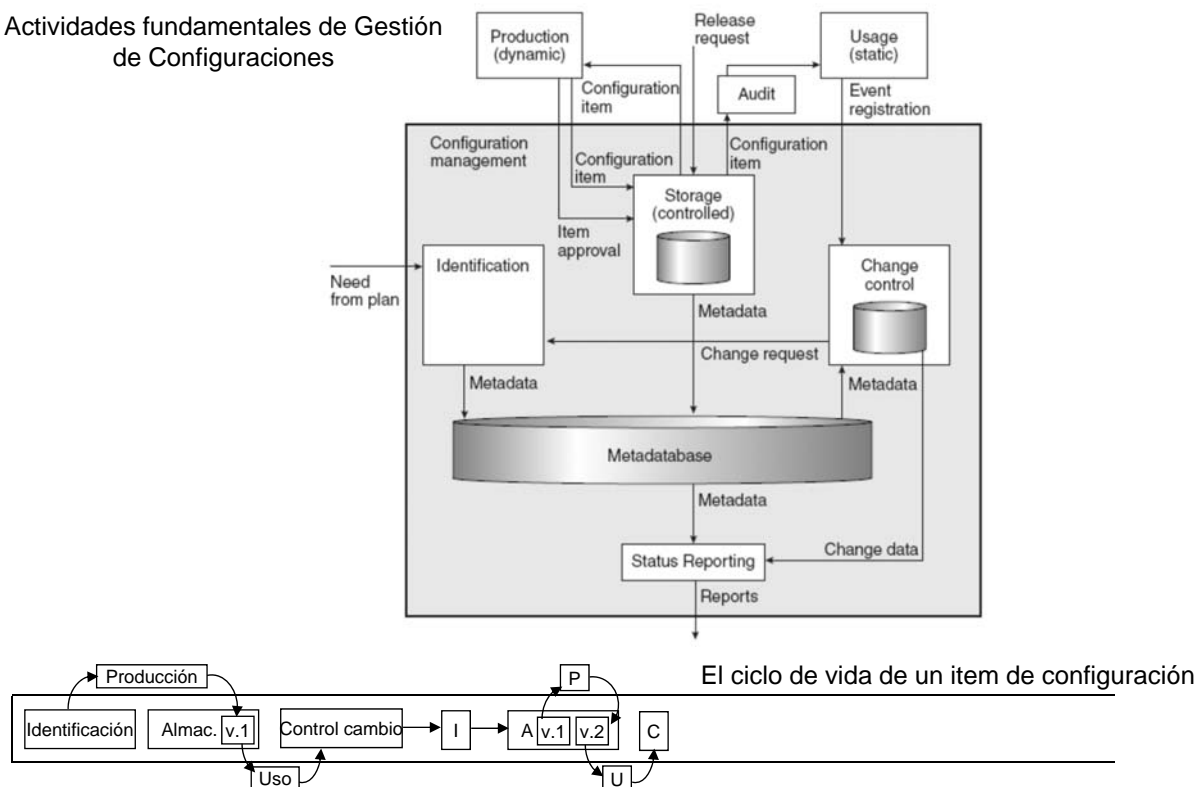 Actividades fundamentales de Gestión
de Configuraciones
Production
(dynamic)
Release
request
Usage
(static)
Configuration
item
Audit
Event
registration
Configuration
management
Configuration
item
Configuration
item
Storage
(controlled)
Item
approval
Need
from plan
Identification
Change
control
Metadata
Change request
Metadata
Metadata
Metadatabase
Metadata
Status Reporting
Change data
Reports
El ciclo de vida de un item de configuración
Producción
P
Identificación
Almac. v.1
Control cambio
I
A v.1 v.2
C
Uso
U